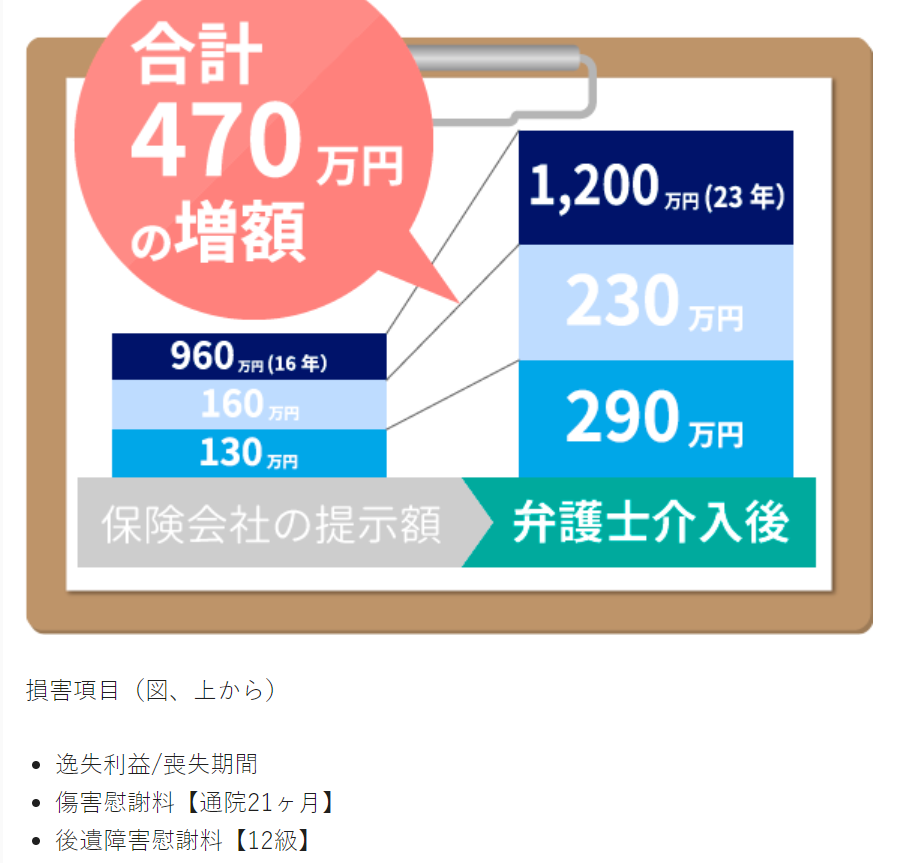 合計
470万円
の増額
1,200万円(23年)
230万円
290万円
960万円(16年)
160万円
130万円
保険会社の提示額
弁護士介入後
損害項目（図、上から）
• 逸失利益/喪失期間
• 傷害慰謝料【通院21ヶ月】
• 後遺障害慰謝料【12級】